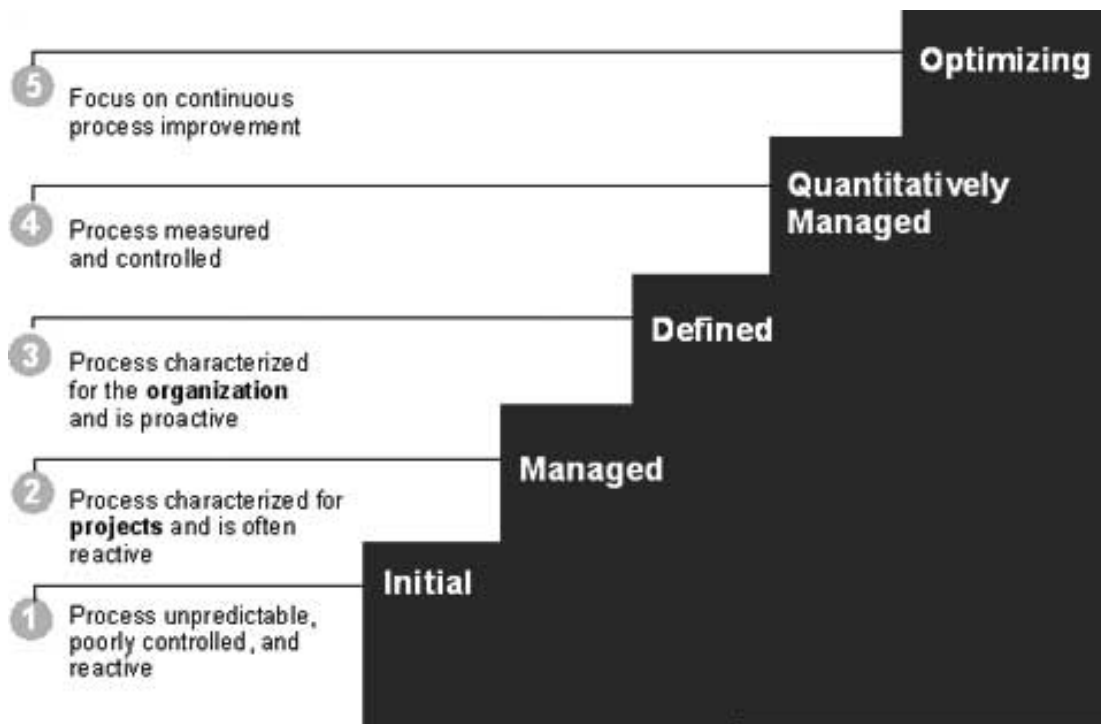 5
Optimizing
Focus on continuous
process improvement
4
Quantitatively
Managed
Process measured
and controlled
3
Defined
Process characterized
for the organization
and is proactive
2
Managed
Process characterized for
projects and is often
reactive
1
Initial
Process unpredictable,
poorly controlled, and
reactive